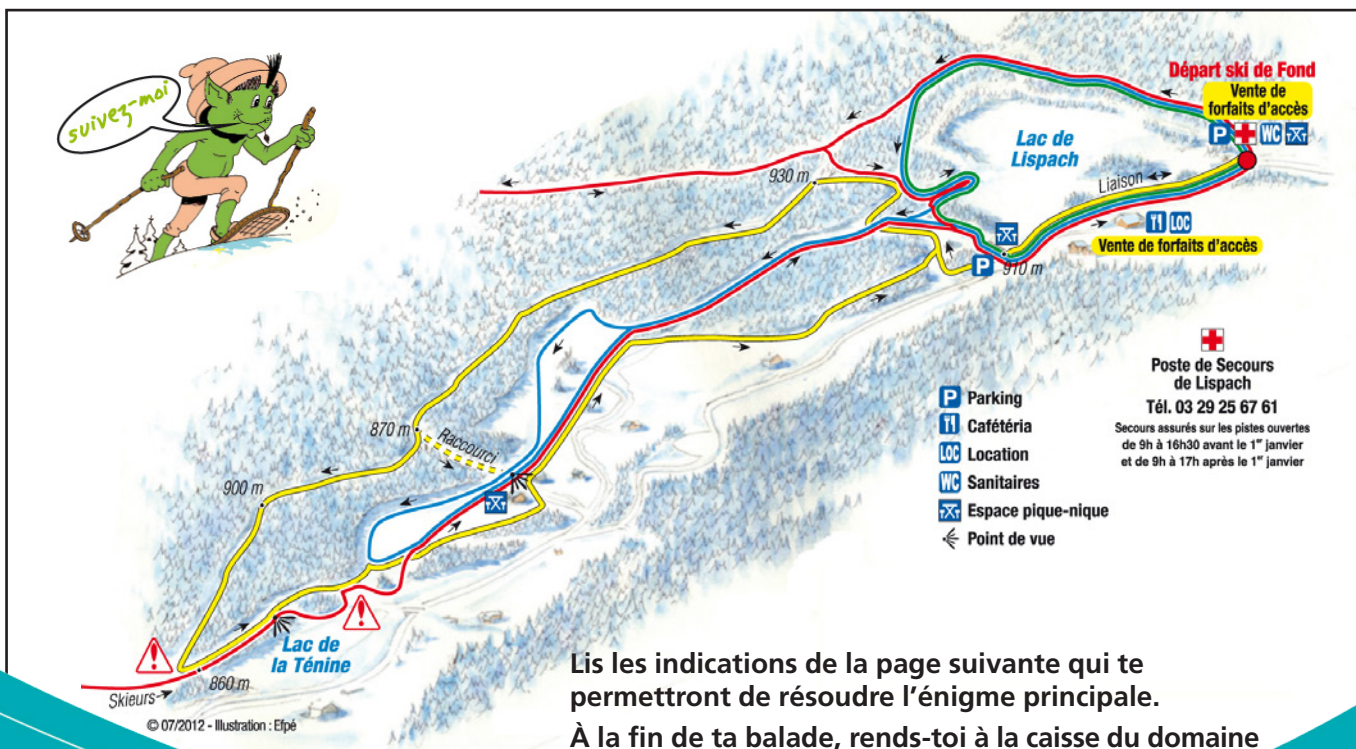 suivez-moi
Départ ski de Fond
Vente de
forfaits d'accès
P WC
Lac de
Lispach
930 m
Liaison
LOC
Vente de forfaits d'accès
P
910 m
Poste de Secours
de Lispach
Tél. 03 29 25 67 61
Secours assurés sur les pistes ouvertes
de 9h à 16h30 avant le 1er janvier
et de 9h à 17h après le 1er janvier
P Parking
Cafétéria
LOC Location
WC Sanitaires
Espace pique-nique
Point de vue
870 m
Raccourci
900 m
Lac de
la Ténine
860 m
Skieurs
© 07/2012 - Illustration : Efpé
Lis les indications de la page suivante qui te
permettront de résoudre l'énigme principale.
À la fin de ta balade, rends-toi à la caisse du domaine